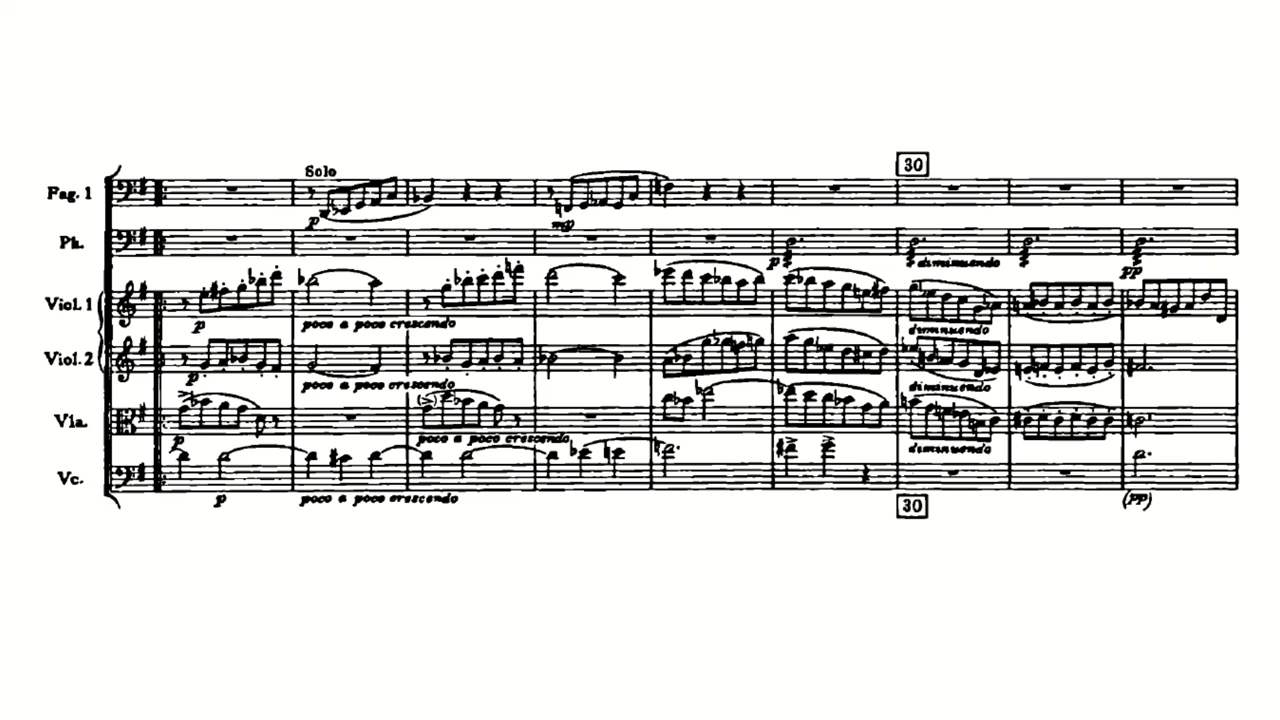 30
Solo
Fag. 1
p
mp
Pk.
p
diminuendo
pp
Viol. 1
p
poco a poco crescendo
diminuendo
Viol. 2
p
poco a poco crescendo
diminuendo
Vla.
p
(>)
poco a poco crescendo
diminuendo
Vc.
p
poco a poco crescendo
(pp)
30